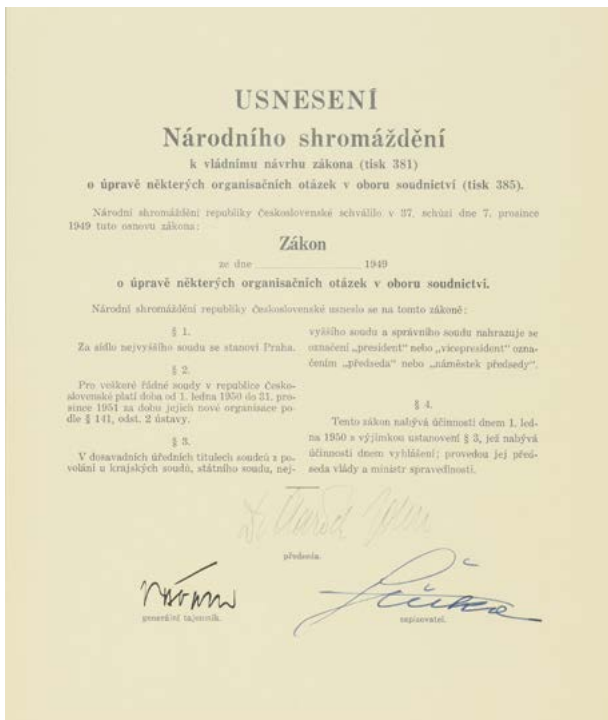 USNESENÍ
Národního shromáždění
k vládnímu návrhu zákona (tisk 381)
o úpravě některých organisačních otázek v oboru soudnictví (tisk 385).
Národní shromáždění republiky Československé schválilo v 37. schůzi dne 7. prosince
1949 tuto osnovu zákona:
Zákon
ze dne 1949
o úpravě některých organisačních otázek v oboru soudnictví.
Národní shromáždění republiky Československé usneslo se na tomto zákoně:
§ 1.
Za sídlo nejvyššího soudu se stanoví Praha.
§ 2.
Pro veškeré řádné soudy v republice Česko-
slovenské platí doba od 1. ledna 1950 do 31. pro-
since 1951 za dobu jejich nové organisace po-
dle § 141, odst. 2 ústavy.
§ 3.
V dosavadních úředních titulech soudců z po-
volání u krajských soudů, státního soudu, nej-
vyššího soudu a správního soudu nahrazuje se
označení „president“ nebo „vicepresident“ ozna-
čením „předseda“ nebo „náměstek předsedy“.
§ 4.
Tento zákon nabývá účinnosti dnem 1. led-
na 1950 s výjimkou ustanovení § 3, jež nabývá
účinnosti dnem vyhlášení; provedou jej před-
seda vlády a ministr spravedlnosti.
předseda.
generální tajemník.
zapisovatel.